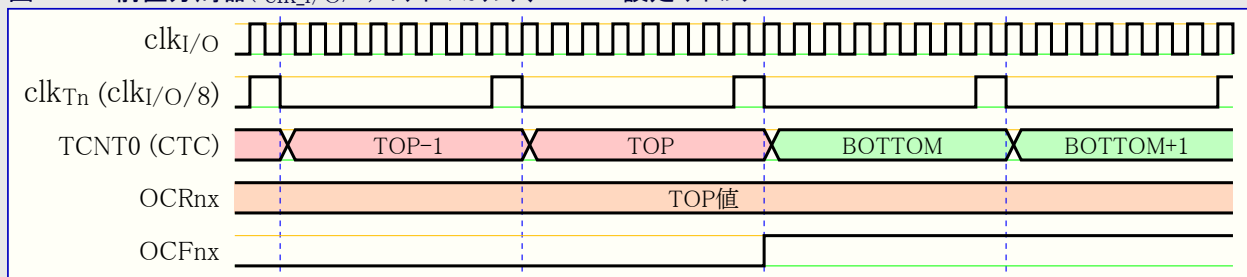 clkI/O
clkTn (clkI/O/8)
TCNT0 (CTC) TOP-1 TOP BOTTOM BOTTOM+1
OCRnx TOP値
OCFnx